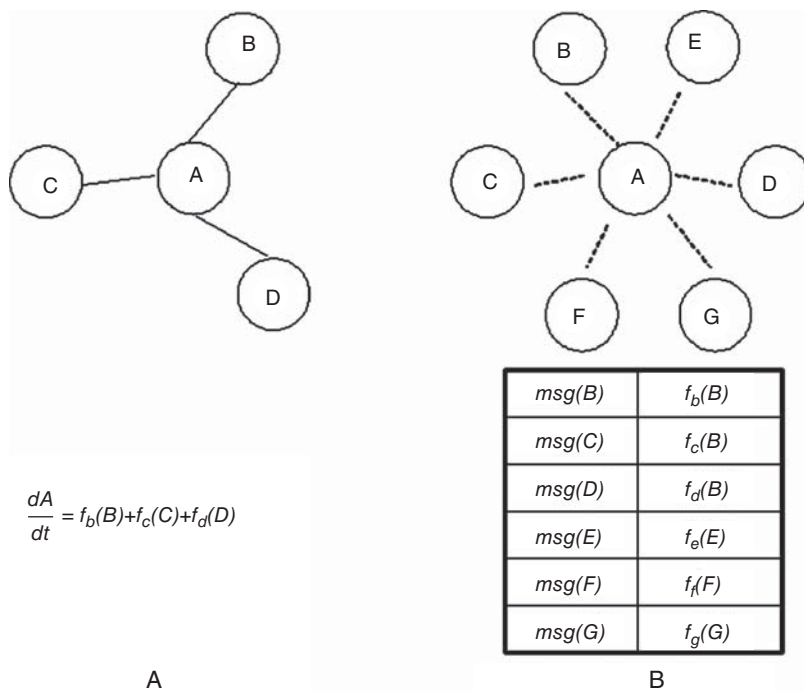 B
C
A
D
dA/dt = f_b(B)+f_c(C)+f_d(D)
A
B
E
C
A
D
F
G
msg(B) f_b(B)
msg(C) f_c(B)
msg(D) f_d(B)
msg(E) f_e(E)
msg(F) f_f(F)
msg(G) f_g(G)
B